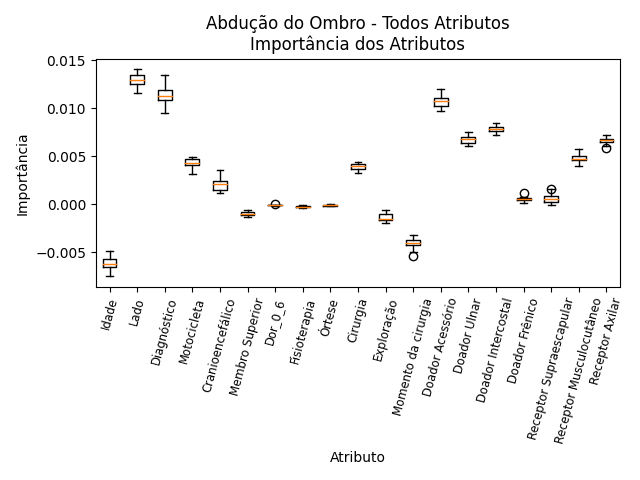 Abdução do Ombro - Todos Atributos
Importância dos Atributos
Importância
0.015
0.010
0.005
0.000
−0.005
Idade
Lado
Diagnóstico
Motocicleta
Cranioencefálico
Membro Superior
Dor_0_6
Fisioterapia
Órtese
Cirurgia
Exploração
Momento da cirurgia
Doador Acessório
Doador Ulnar
Doador Intercostal
Doador Frênico
Receptor Supraescapular
Receptor Musculocutâneo
Receptor Axilar
Atributo